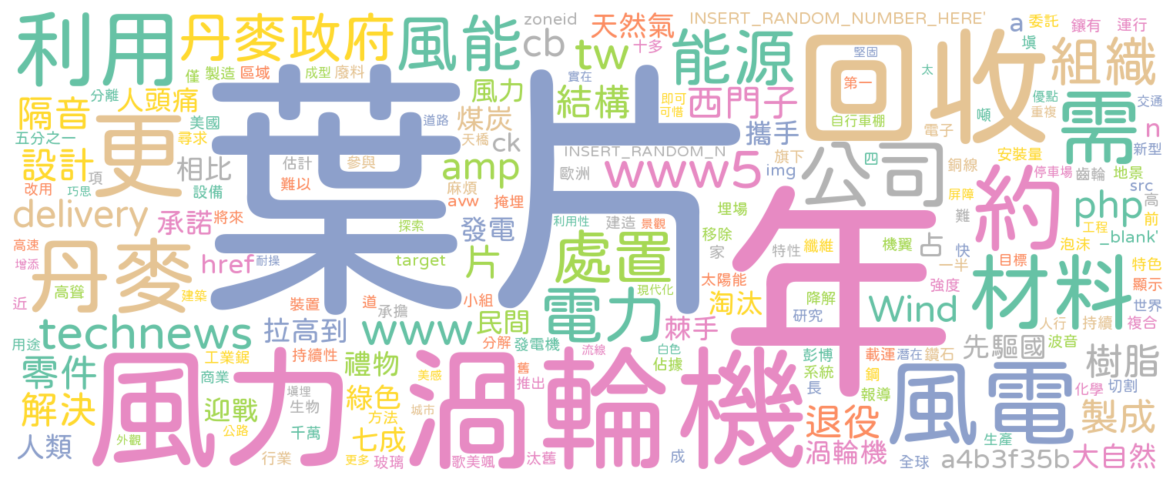 利用
丹麥政府
風能
zoneid
cb
天然氣
tw
十多
INSERT_RANDOM_NUMBER_HERE'
a
委託
鑲有
運行
能源
回收
堅固
第一
自行車棚
太
組織
塡
優點
交通
僅
製造
區域
成型
廢料
隔音
分離
人頭痛
風力
實在
結構
即可
可惜
西門子
電子
噸
重複
需
n
新型
五分之一
美國
尋求
更
葉片
道路
煤炭
天橋
ck
攜手
INSERT_RANDOM_N
旗下
公司
四
銅線
安裝量
設計
項
相比
估計
參與
amp
歐洲
www5
img
屏障
約
停車場
齒輪
地景
改用
巧思
設備
難以
麻煩
avw
掩埋
埋場
年
難
src
delivery
承諾
將來
探索
發電
利用性
建造
景觀
移除
家
特性
纖維
機翼
占
快
php
高
前
_blank'
工程
高速
增添
丹麥
href
耐操
target
片
處置
現代化
太陽能
一半
目標
泡沫
特色
顯示
高聳
近
建築
裝置
道
承擔
小組
電力
淘汰
降解
研究
強度
Wind
材料
世界
用途
technews
拉高到
www
民間
分解
發電機
棘手
人行
持續
複合
零件
工業鋸
持續性
風力渦輪機
禮物
流線
白色
佔據
彭博
系統
載運
潛在
鑽石
先驅國
波音
樹脂
商業
塡埋
美感
舊
推出
長
鋼
報導
風電
化學
切割
解決
迎戰
生物
綠色
方法
城市
退役
製成
人類
外觀
公路
千萬
七成
行業
更多
玻璃
歌美颯
汰舊
成
渦輪機
全球
生產
a4b3f35b
大自然